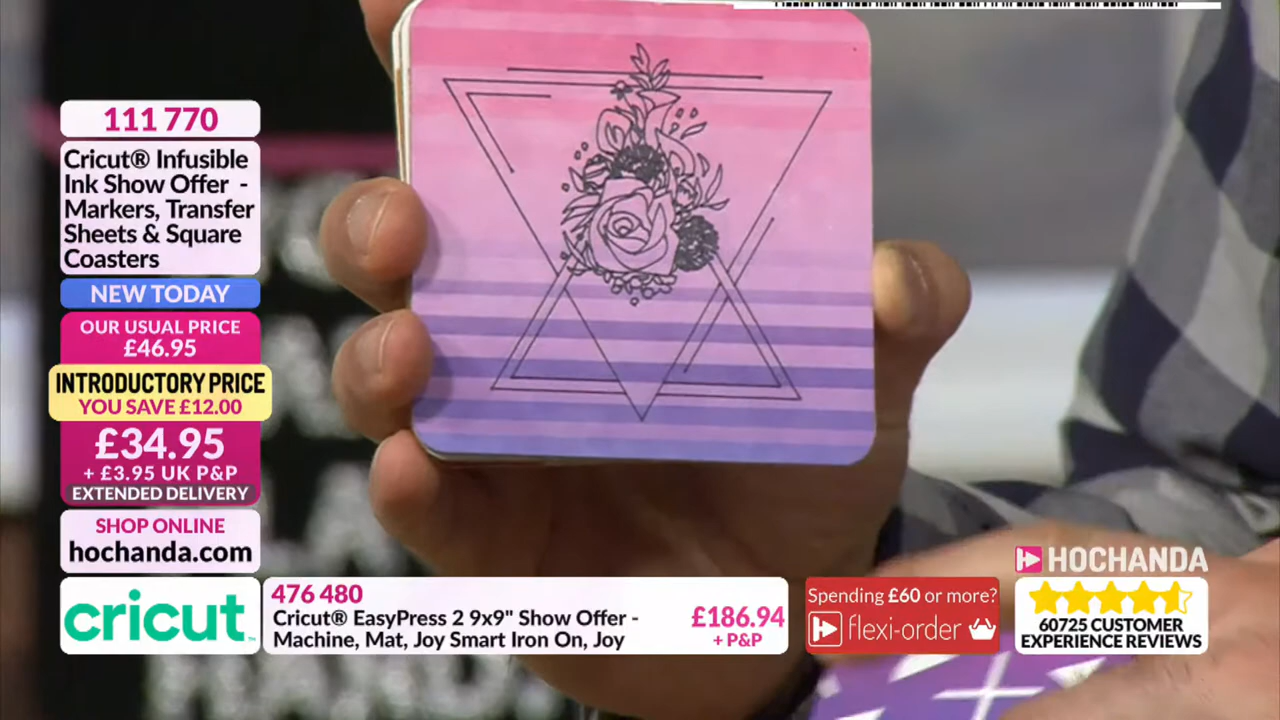 111 770
Cricut® Infusible
Ink Show Offer -
Markers, Transfer
Sheets & Square
Coasters
NEW TODAY
OUR USUAL PRICE
£46.95
INTRODUCTORY PRICE
YOU SAVE £12.00
£34.95
+ £3.95 UK P&P
EXTENDED DELIVERY
SHOP ONLINE
hochanda.com
cricut™
476 480
Cricut® EasyPress 2 9x9" Show Offer -
Machine, Mat, Joy Smart Iron On, Joy
£186.94
+ P&P
Spending £60 or more?
flexi-order
HOCHANDA
60725 CUSTOMER
EXPERIENCE REVIEWS